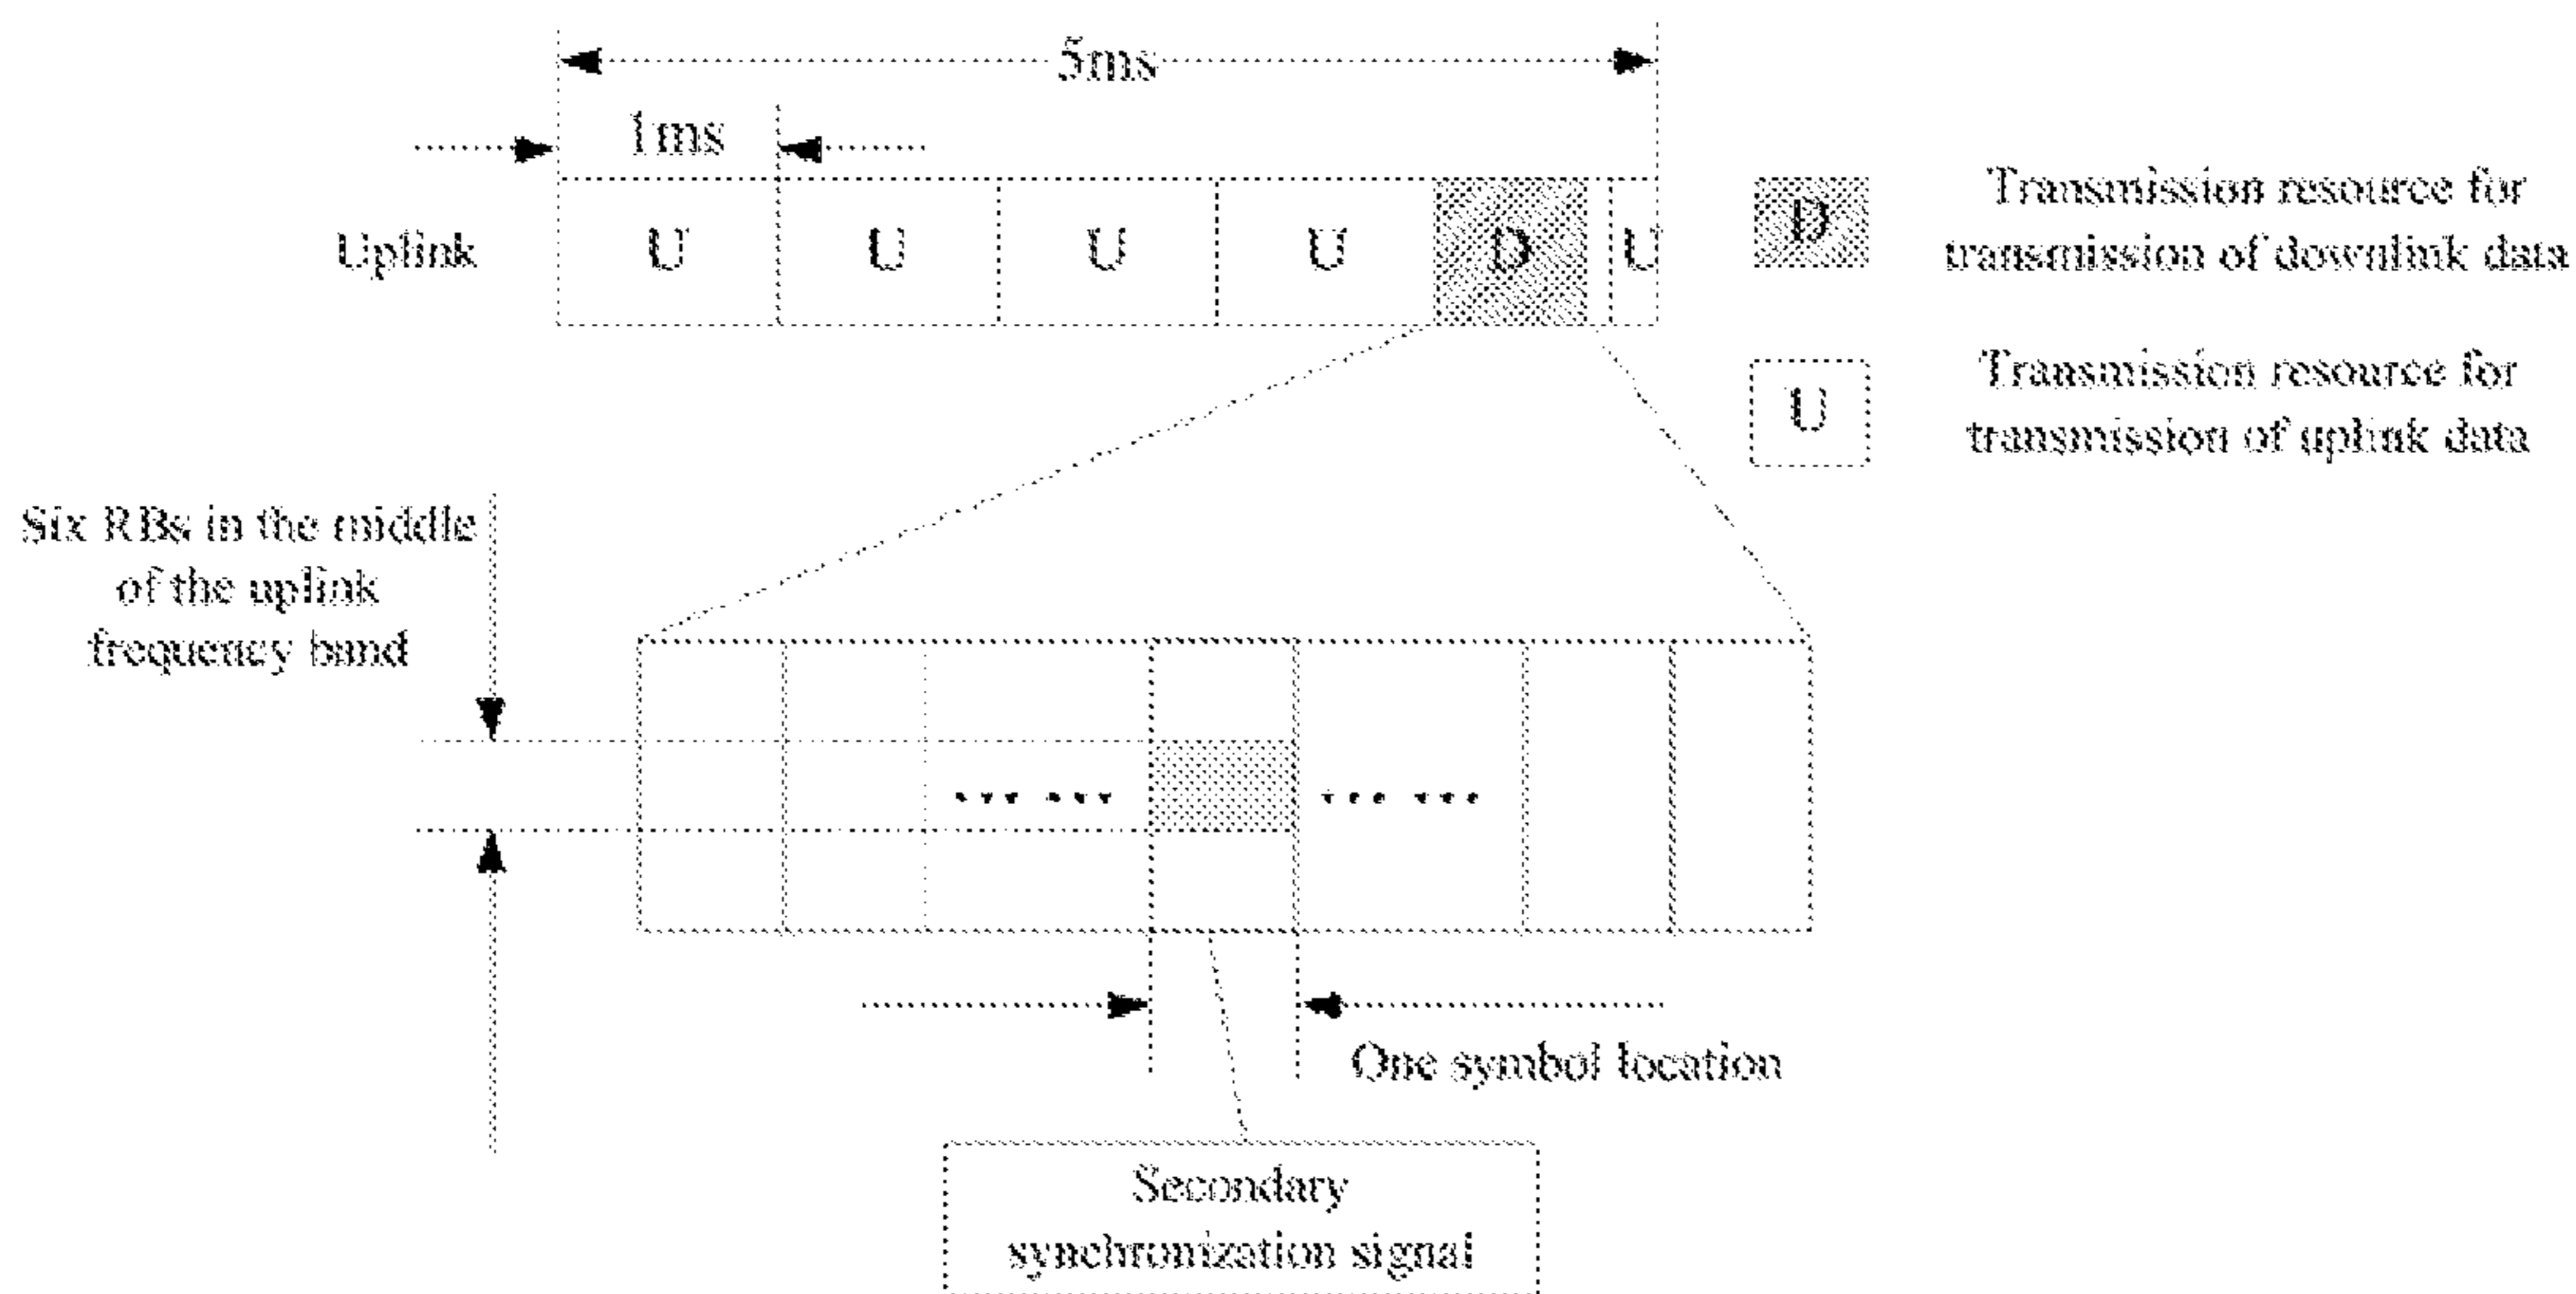 5ms
1ms
Uplink
U
U
U
U
D
U
D
Transmission resource for
transmission of downlink data
U
Transmission resource for
transmission of uplink data
Six RBs in the middle
of the uplink
frequency band
... ...
... ...
One symbol location
Secondary
synchronization signal